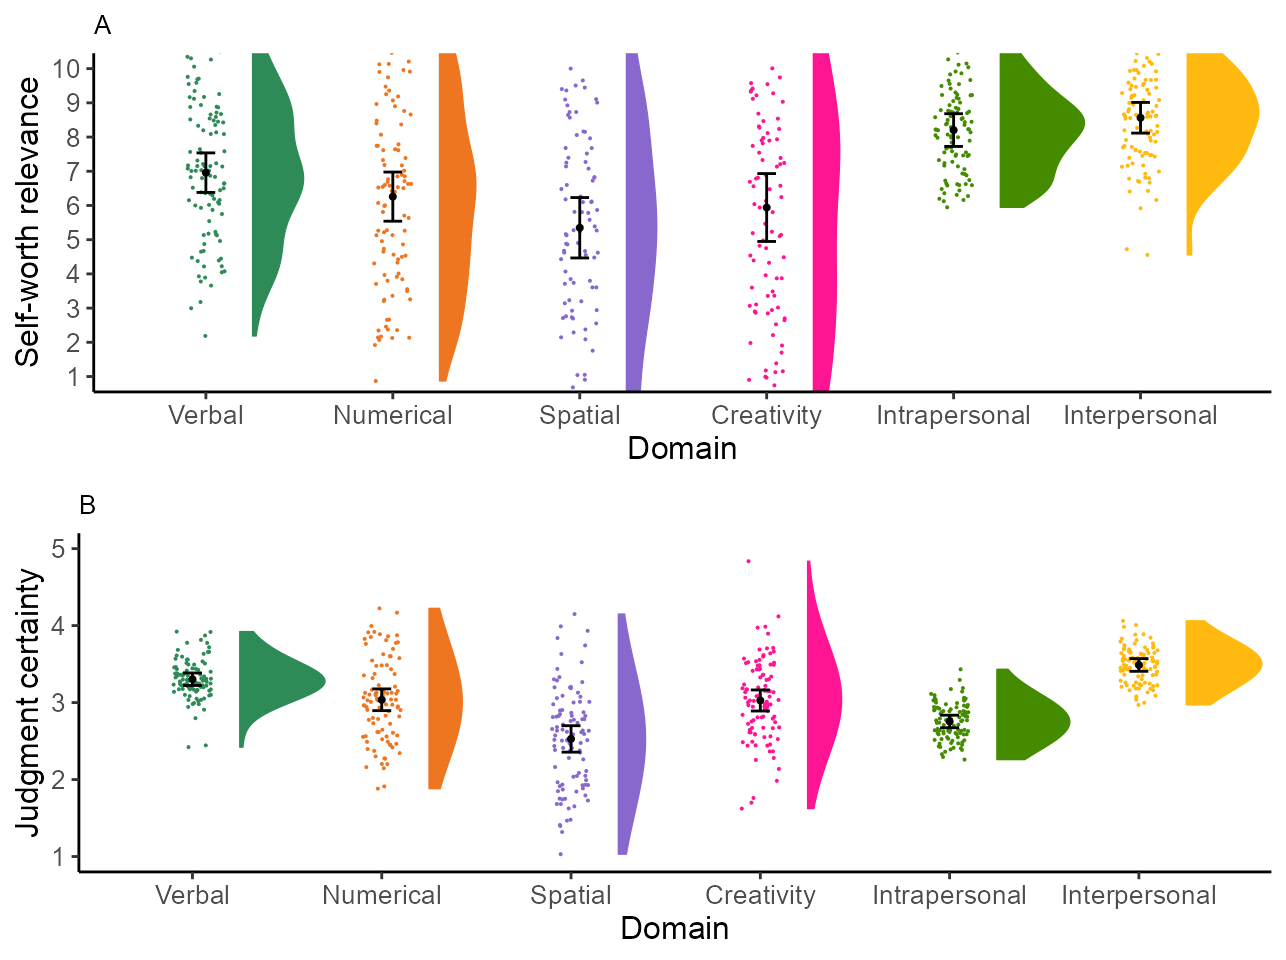 A
Self-worth relevance
10
9
8
7
6
5
4
3
2
1
Verbal Numerical Spatial Creativity Intrapersonal Interpersonal
Domain
B
Judgment certainty
5
4
3
2
1
Verbal Numerical Spatial Creativity Intrapersonal Interpersonal
Domain